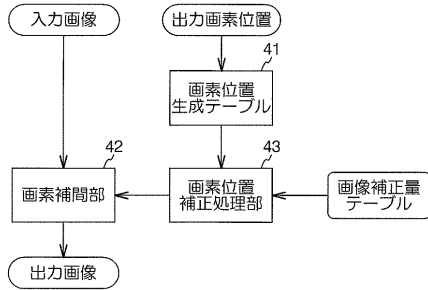 入力画像
出力画素位置
41
画素位置
生成テーブル
42
43
画素補間部
画素位置
補正処理部
画像補正量
テーブル
出力画像